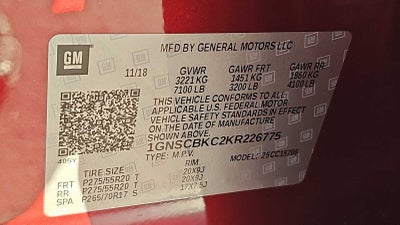 GM
MFD BY GENERAL MOTORS LLC
11/18 GVWR GAWR FRT GAWR RR
3221KG 1451 KG 1860 KG
7100 LB 3200 LB 4100 LB
THIS VEHICLE CONFORMS TO ALL
APPLICABLE U.S. FEDERAL MOTOR
VEHICLE SAFETY STANDARDS IN EFFECT
ON THE DATE OF MANUFACTURE
SHOWN ABOVE.
1GNSCBKC2KR226775
TYPE: M.P.V. MODEL:
405Y
TIRE SIZE RIM
FRT P275/55R20 T 20X9J
RR P275/55R20 T 20X9J
SPA P265/70R17 S 17X7.5J